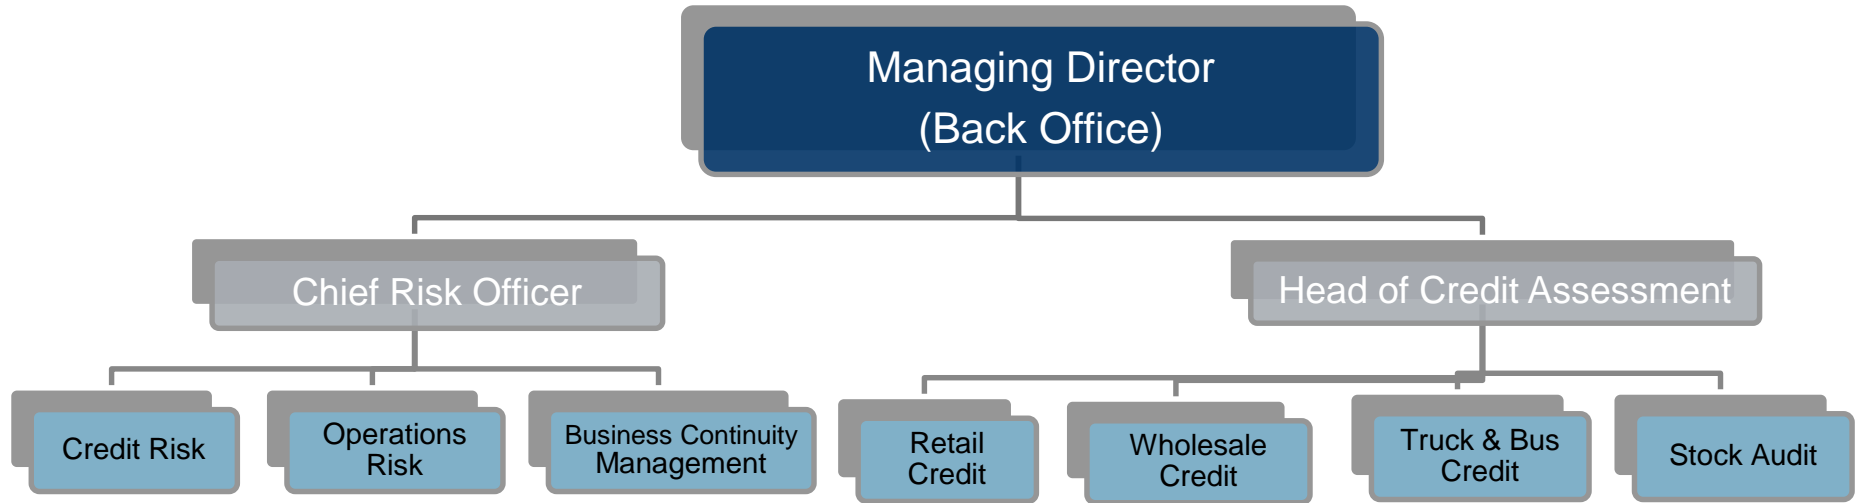 Managing Director
(Back Office)
Chief Risk Officer
Head of Credit Assessment
Credit Risk
Operations
Risk
Business Continuity
Management
Retail
Credit
Wholesale
Credit
Truck & Bus
Credit
Stock Audit